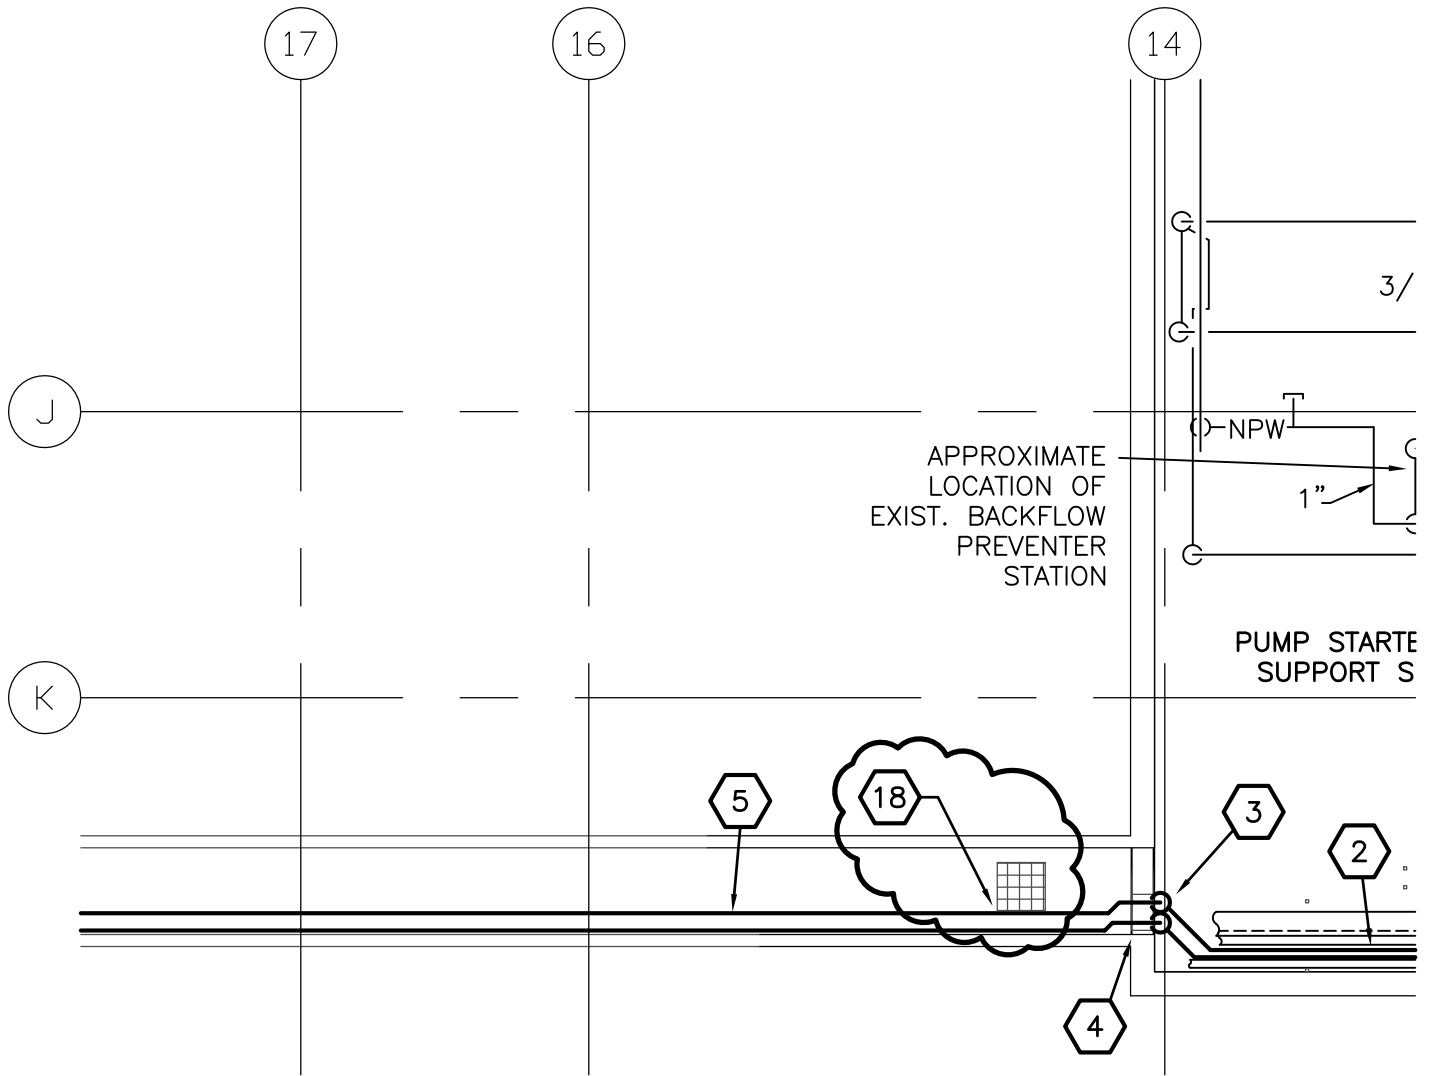 17
16
14
3/
J
NPW
APPROXIMATE
LOCATION OF
EXIST. BACKFLOW
PREVENTER
STATION
1”
PUMP STARTE
SUPPORT S
K
5
18
3
2
4